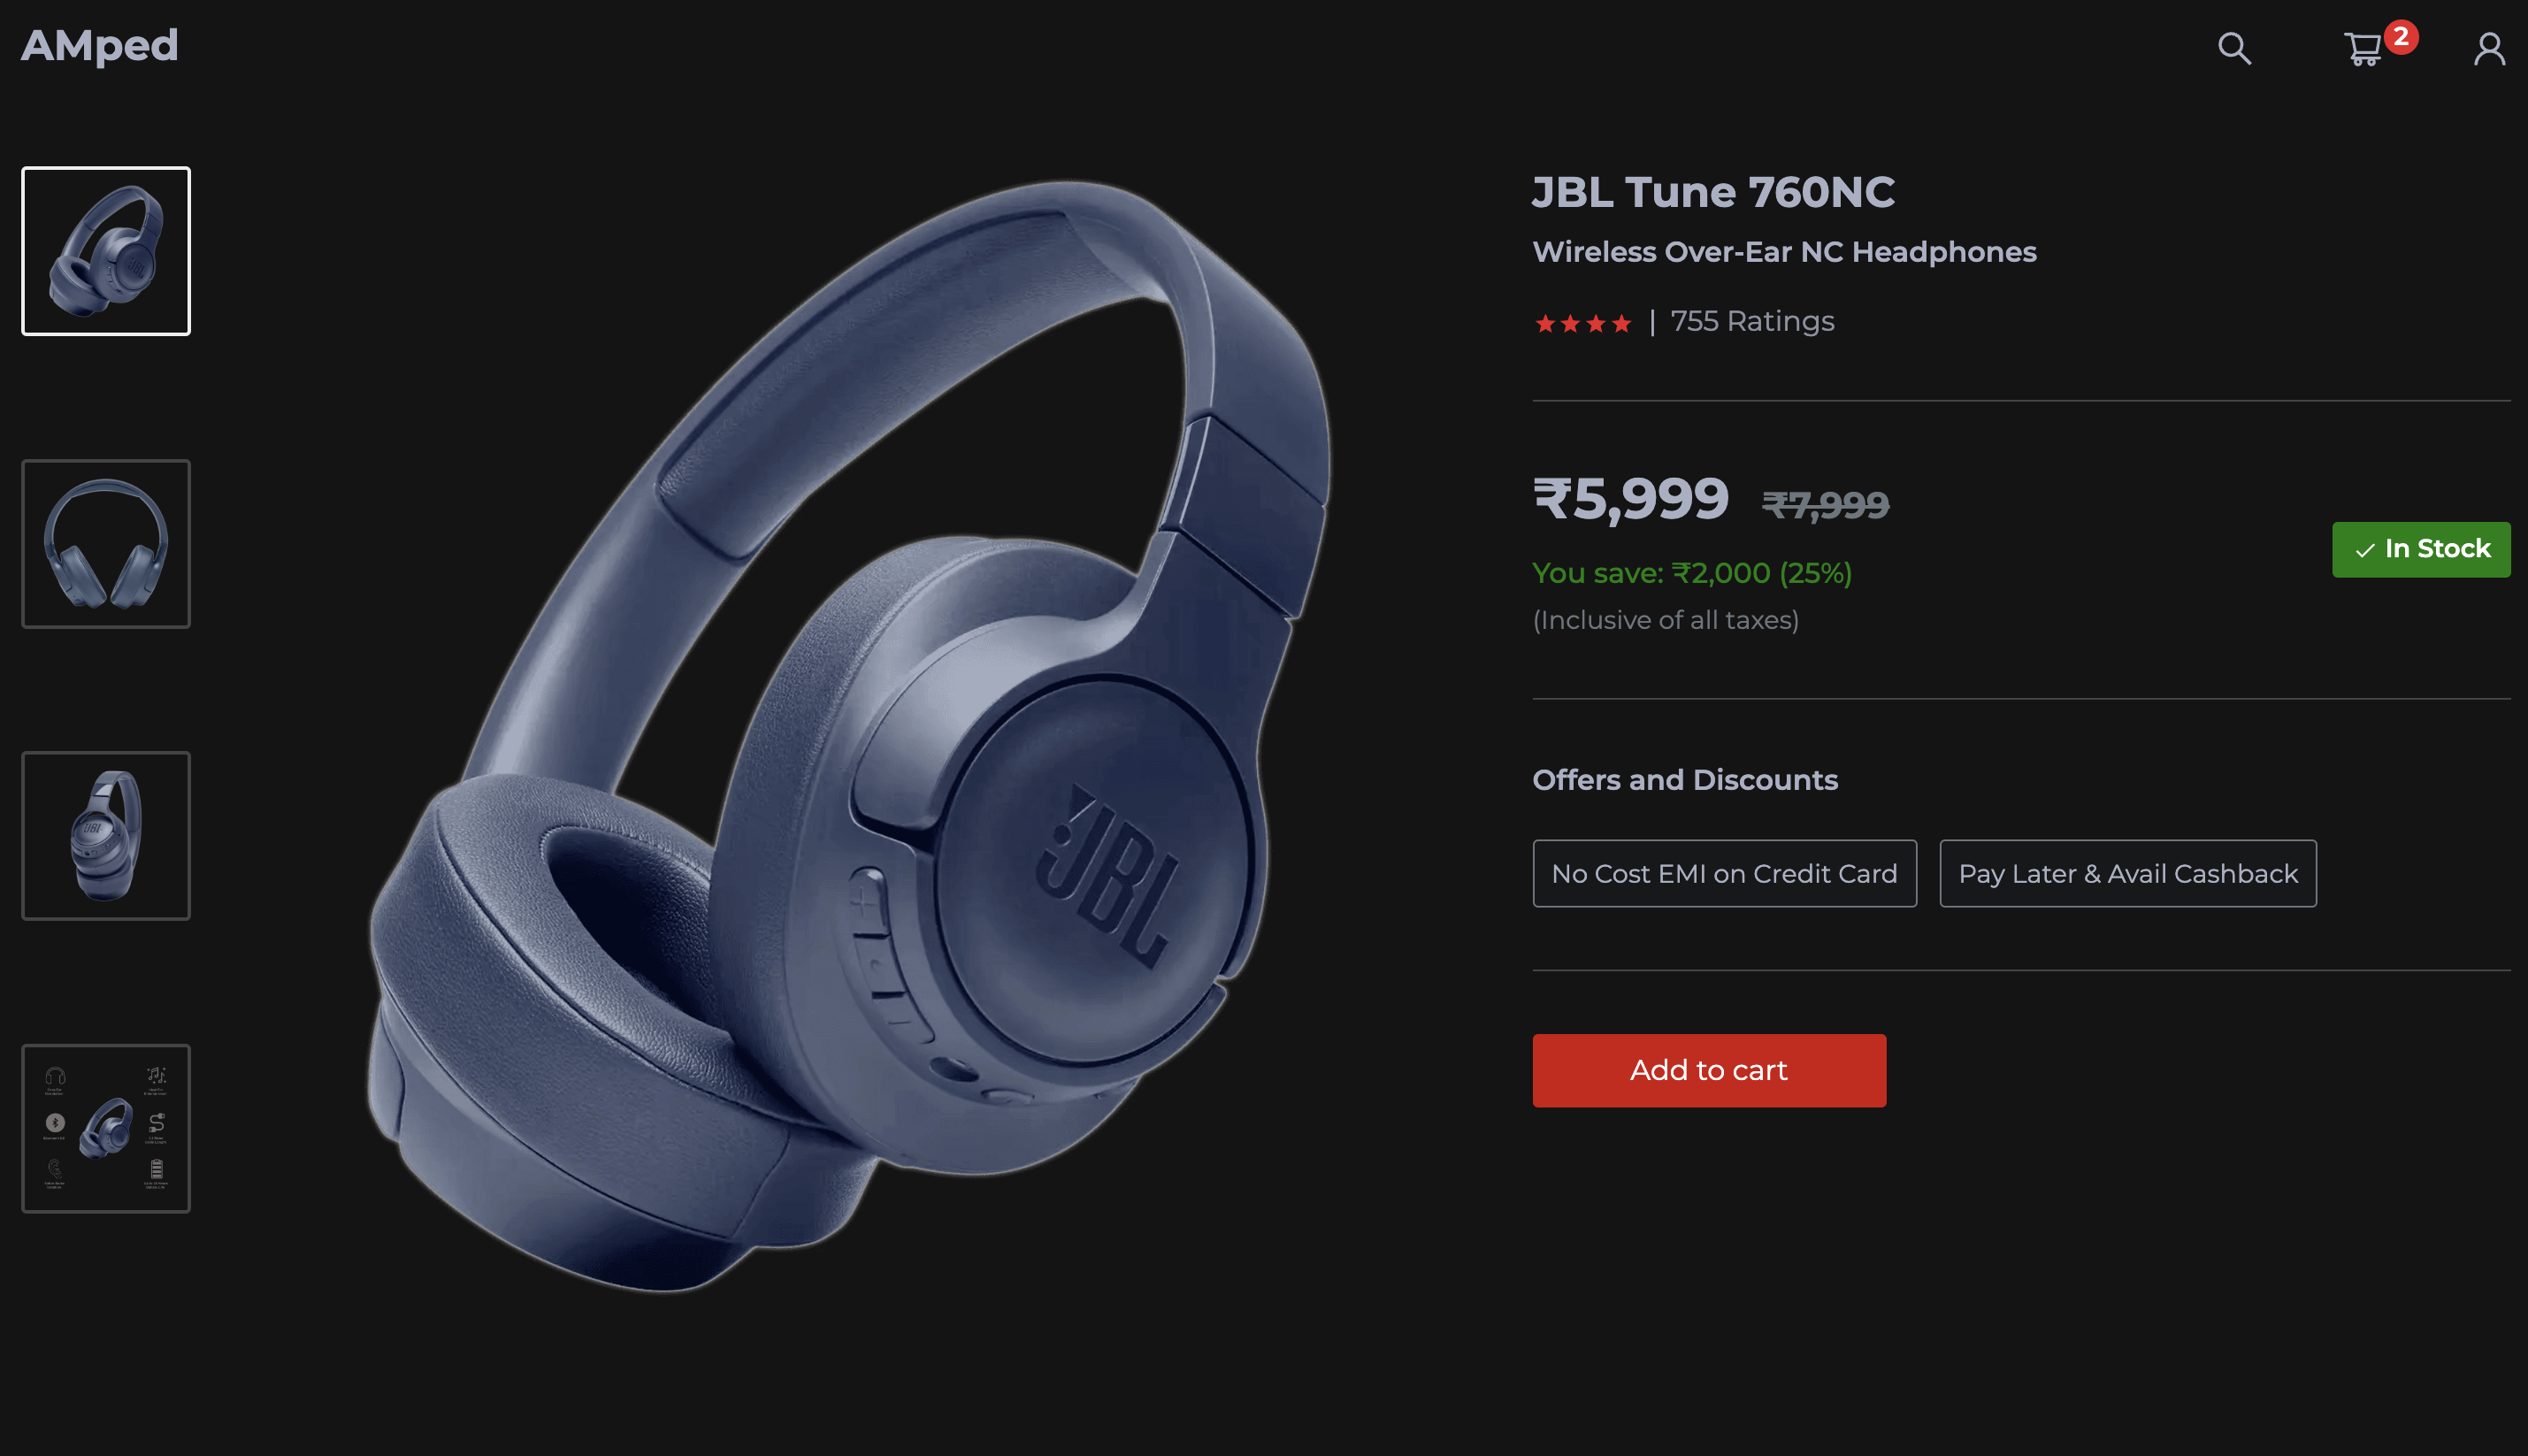 AMped
2
JBL Tune 760NC
Wireless Over-Ear NC Headphones
| 755 Ratings
₹5,999 ₹7,999
In Stock
You save: ₹2,000 (25%)
(Inclusive of all taxes)
Offers and Discounts
No Cost EMI on Credit Card
Pay Later & Avail Cashback
Add to cart
JBL